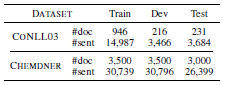 DATASET Train Dev Test
CONLL03 #doc 946 216 231
#sent 14,987 3,466 3,684
CHEMDNER #doc 3,500 3,500 3,000
#sent 30,739 30,796 26,399